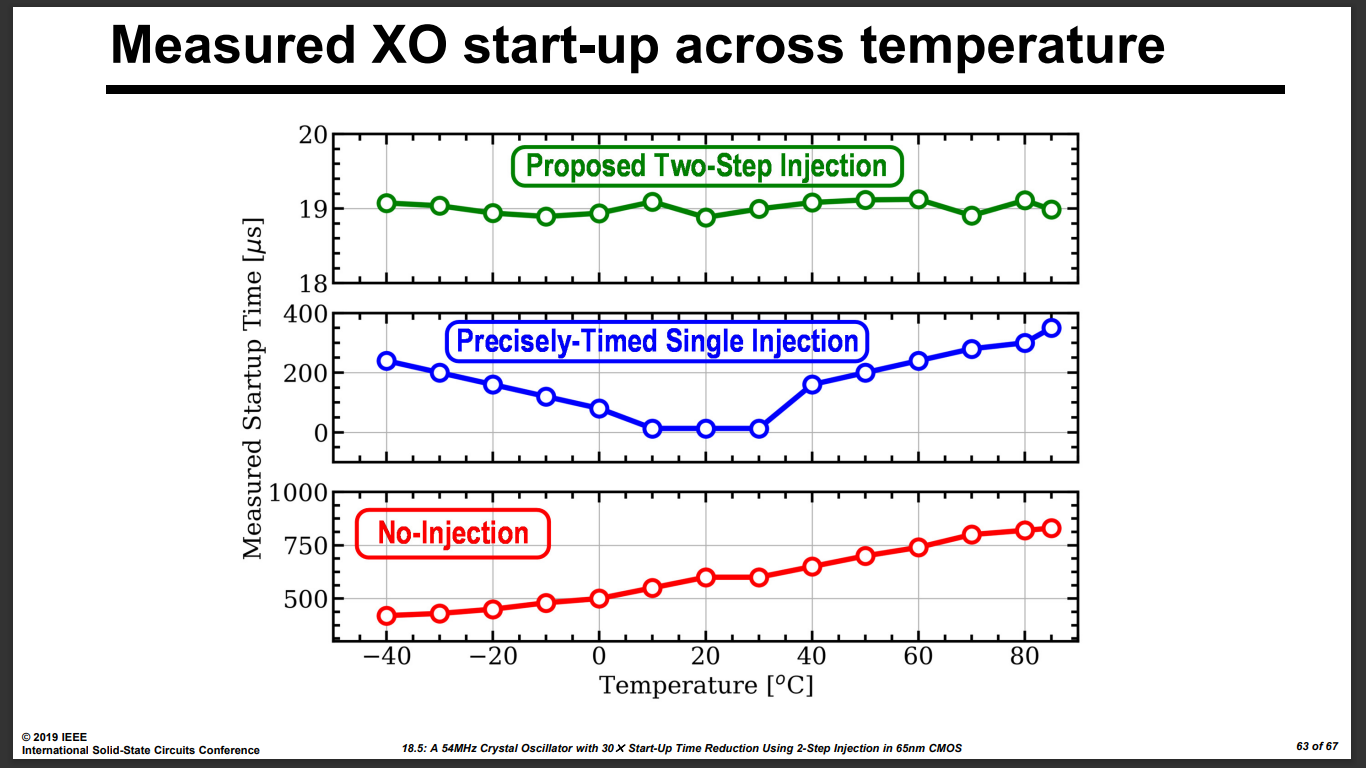 Measured XO start-up across temperature
Measured Startup Time [μs]
20
19
18
Proposed Two-Step Injection
400
200
0
Precisely-Timed Single Injection
1000
750
500
No-Injection
−40 −20 0 20 40 60 80
Temperature [°C]
© 2019 IEEE
International Solid-State Circuits Conference
18.5: A 54MHz Crystal Oscillator with 30✕ Start-Up Time Reduction Using 2-Step Injection in 65nm CMOS
63 of 67